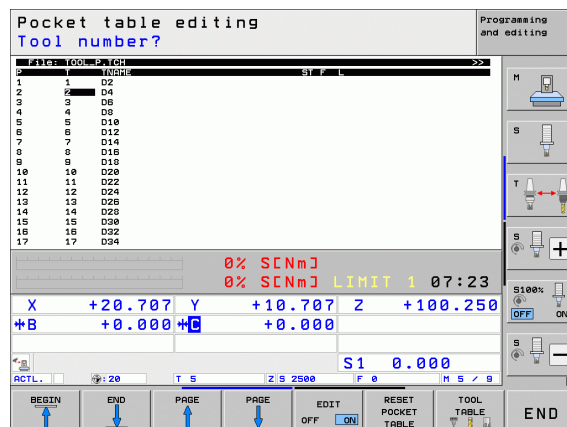 Pocket table editing
Programming and editing
Tool number?
File: TOOL_P.TCH >>
P T TNAME ST F L
1 1 D2
2 2 D4
3 3 D6
4 4 D8
5 5 D10
6 6 D12
7 7 D14
8 8 D16
9 9 D18
10 10 D20
11 11 D22
12 12 D24
13 13 D26
14 14 D28
15 15 D30
16 16 D32
17 17 D34
0% S[Nm]
0% S[Nm] LIMIT 1 07:23
X +20.707 Y +10.707 Z +100.250
B +0.000 C +0.000
S1 0.000
ACTL. : 20 T 5 Z S 2500 F 0 M 5 / 9
M
S
T
S +
S100%
OFF ON
S -
BEGIN
END
PAGE
PAGE
EDIT
OFF ON
RESET
POCKET
TABLE
TOOL
TABLE
END